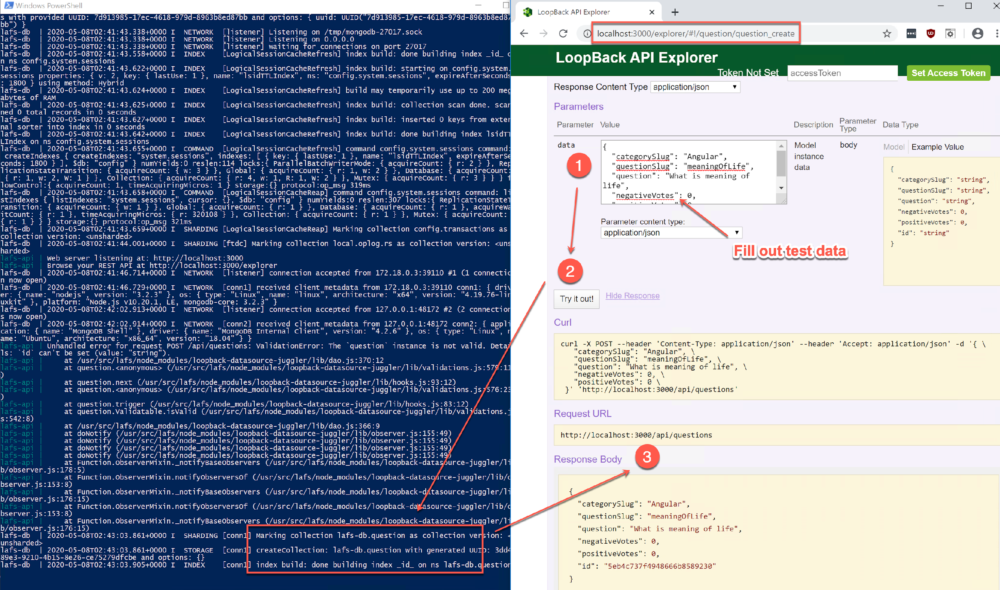 Windows PowerShell
s with provided UUID: 7d913985-17ec-4618-979d-8963b8ed87bb and options: { uuid: UUID("7d913985-17ec-4618-979d-8963b8ed87
bb") }
lafs-db | 2020-05-08T02:41:43.338+0000 I NETWORK [listener] Listening on /tmp/mongodb-27017.sock
lafs-db | 2020-05-08T02:41:43.338+0000 I NETWORK [listener] Listening on 0.0.0.0
lafs-db | 2020-05-08T02:41:43.338+0000 I NETWORK [listener] waiting for connections on port 27017
lafs-db | 2020-05-08T02:41:43.558+0000 I INDEX [LogicalSessionCacheRefresh] index build: done building index _id_ o
n ns config.system.sessions
lafs-db | 2020-05-08T02:41:43.622+0000 I INDEX [LogicalSessionCacheRefresh] index build: starting on config.system.
sessions properties: { v: 2, key: { lastUse: 1 }, name: "lsidTTLIndex", ns: "config.system.sessions", expireAfterSeconds
: 1800 } using method: Hybrid
lafs-db | 2020-05-08T02:41:43.624+0000 I INDEX [LogicalSessionCacheRefresh] build may temporarily use up to 200 meg
abytes of RAM
lafs-db | 2020-05-08T02:41:43.625+0000 I INDEX [LogicalSessionCacheRefresh] index build: collection scan done. scan
ned 0 total records in 0 seconds
lafs-db | 2020-05-08T02:41:43.627+0000 I INDEX [LogicalSessionCacheRefresh] index build: inserted 0 keys from exter
nal sorter into index in 0 seconds
lafs-db | 2020-05-08T02:41:43.642+0000 I INDEX [LogicalSessionCacheRefresh] index build: done building index lsidTT
LIndex on ns config.system.sessions
lafs-db | 2020-05-08T02:41:43.655+0000 I COMMAND [LogicalSessionCacheRefresh] command config.system.sessions command:
createIndexes { createIndexes: "system.sessions", indexes: [ { key: { lastUse: 1 }, name: "lsidTTLIndex", expireAfterSe
conds: 1800 } ], $db: "config" } numYields:0 reslen:114 locks:{ ParallelBatchWriterMode: { acquireCount: { r: 2 } }, Rep
licationStateTransition: { acquireCount: { w: 3 } }, Global: { acquireCount: { r: 1, w: 2 } }, Database: { acquireCount:
{ r: 1, w: 2, W: 1 } }, Collection: { acquireCount: { r: 4, w: 1, R: 1, W: 2 } }, Mutex: { acquireCount: { r: 3 } } } f
lowControl:{ acquireCount: 1, timeAcquiringMicros: 1 } storage:{} protocol:op_msg 319ms
lafs-db | 2020-05-08T02:41:43.658+0000 I COMMAND [LogicalSessionCacheReap] command config.system.sessions command: li
stIndexes { listIndexes: "system.sessions", cursor: {}, $db: "config" } numYields:0 reslen:307 locks:{ ReplicationStateT
ransition: { acquireCount: { w: 1 } }, Global: { acquireCount: { r: 1 } }, Database: { acquireCount: { r: 1 }, acquireWa
itCount: { r: 1 }, timeAcquiringMicros: { r: 320108 } }, Collection: { acquireCount: { r: 1 } }, Mutex: { acquireCount:
{ r: 1 } } } storage:{} protocol:op_msg 321ms
lafs-db | 2020-05-08T02:41:43.659+0000 I SHARDING [LogicalSessionCacheReap] Marking collection config.transactions as
collection version: <unsharded>
lafs-db | 2020-05-08T02:41:44.001+0000 I SHARDING [ftdc] Marking collection local.oplog.rs as collection version: <uns
harded>
lafs-api | Web server listening at: http://localhost:3000
lafs-api | Browse your REST API at http://localhost:3000/explorer
lafs-db | 2020-05-08T02:41:46.714+0000 I NETWORK [listener] connection accepted from 172.18.0.3:39110 #1 (1 connectio
n now open)
lafs-db | 2020-05-08T02:41:46.729+0000 I NETWORK [conn1] received client metadata from 172.18.0.3:39110 conn1: { driv
er: { name: "nodejs", version: "3.2.3" }, os: { type: "Linux", name: "linux", architecture: "x64", version: "4.19.76-lin
uxkit" }, platform: "Node.js v10.20.1, LE, mongodb-core: 3.2.3" }
lafs-db | 2020-05-08T02:42:02.913+0000 I NETWORK [listener] connection accepted from 127.0.0.1:48172 #2 (2 connection
s now open)
lafs-db | 2020-05-08T02:42:02.914+0000 I NETWORK [conn2] received client metadata from 127.0.0.1:48172 conn2: { appli
cation: { name: "MongoDB Shell" }, driver: { name: "MongoDB Internal Client", version: "4.2.6" }, os: { type: "Linux", n
ame: "Ubuntu", architecture: "x86_64", version: "18.04" } }
lafs-api | Unhandled error for request POST /api/questions: ValidationError: The `question` instance is not valid. Detai
ls: `id` can't be set (value: "string").
lafs-api | at /usr/src/lafs/node_modules/loopback-datasource-juggler/lib/dao.js:370:12
lafs-api | at question.<anonymous> (/usr/src/lafs/node_modules/loopback-datasource-juggler/lib/validations.js:579:11
)
lafs-api | at question.next (/usr/src/lafs/node_modules/loopback-datasource-juggler/lib/hooks.js:93:12)
lafs-api | at question.<anonymous> (/usr/src/lafs/node_modules/loopback-datasource-juggler/lib/validations.js:576:23
)
lafs-api | at question.trigger (/usr/src/lafs/node_modules/loopback-datasource-juggler/lib/hooks.js:83:12)
lafs-api | at question.Validatable.isValid (/usr/src/lafs/node_modules/loopback-datasource-juggler/lib/validations.j
s:542:8)
lafs-api | at /usr/src/lafs/node_modules/loopback-datasource-juggler/lib/dao.js:366:9
lafs-api | at doNotify (/usr/src/lafs/node_modules/loopback-datasource-juggler/lib/observer.js:155:49)
lafs-api | at doNotify (/usr/src/lafs/node_modules/loopback-datasource-juggler/lib/observer.js:155:49)
lafs-api | at doNotify (/usr/src/lafs/node_modules/loopback-datasource-juggler/lib/observer.js:155:49)
lafs-api | at doNotify (/usr/src/lafs/node_modules/loopback-datasource-juggler/lib/observer.js:155:49)
lafs-api | at Function.ObserverMixin._notifyBaseObservers (/usr/src/lafs/node_modules/loopback-datasource-juggler/li
b/observer.js:178:5)
lafs-api | at Function.ObserverMixin.notifyObserversOf (/usr/src/lafs/node_modules/loopback-datasource-juggler/lib/o
bserver.js:153:8)
lafs-api | at Function.ObserverMixin._notifyBaseObservers (/usr/src/lafs/node_modules/loopback-datasource-juggler/li
b/observer.js:176:15)
lafs-api | at Function.ObserverMixin.notifyObserversOf (/usr/src/lafs/node_modules/loopback-datasource-juggler/lib/o
bserver.js:153:8)
lafs-api | at Function.ObserverMixin._notifyBaseObservers (/usr/src/lafs/node_modules/loopback-datasource-juggler/li
b/observer.js:176:15)
lafs-db | 2020-05-08T02:43:03.861+0000 I SHARDING [conn1] Marking collection lafs-db.question as collection version: <
unsharded>
lafs-db | 2020-05-08T02:43:03.861+0000 I STORAGE [conn1] createCollection: lafs-db.question with generated UUID: 3dd4
89e3-9210-4b15-8e26-ce75279dfcbe and options: {}
lafs-db | 2020-05-08T02:43:03.905+0000 I INDEX [conn1] index build: done building index _id_ on ns lafs-db.question
LoopBack API Explorer
localhost:3000/explorer/#!/question/question_create
LoopBack API Explorer
Token Not Set accessToken Set Access Token
Response Content Type application/json
Parameters
Parameter Value Description Parameter Type Data Type
data
{
"categorySlug": "Angular",
"questionSlug": "meaningOfLife",
"question": "What is meaning of
life",
"negativeVotes": 0,
Model
instance
data
body
Model Example Value
{
"categorySlug": "string",
"questionSlug": "string",
"question": "string",
"negativeVotes": 0,
"positiveVotes": 0,
"id": "string"
}
1
Parameter content type:
application/json
Fill out test data
2
Try it out! Hide Response
Curl
curl -X POST --header 'Content-Type: application/json' --header 'Accept: application/json' -d '{ \
"categorySlug": "Angular", \
"questionSlug": "meaningOfLife", \
"question": "What is meaning of life", \
"negativeVotes": 0, \
"positiveVotes": 0 \
}' 'http://localhost:3000/api/questions'
Request URL
http://localhost:3000/api/questions
Response Body
3
{
"categorySlug": "Angular",
"questionSlug": "meaningOfLife",
"question": "What is meaning of life",
"negativeVotes": 0,
"positiveVotes": 0,
"id": "5eb4c737f4948666b8589230"
}